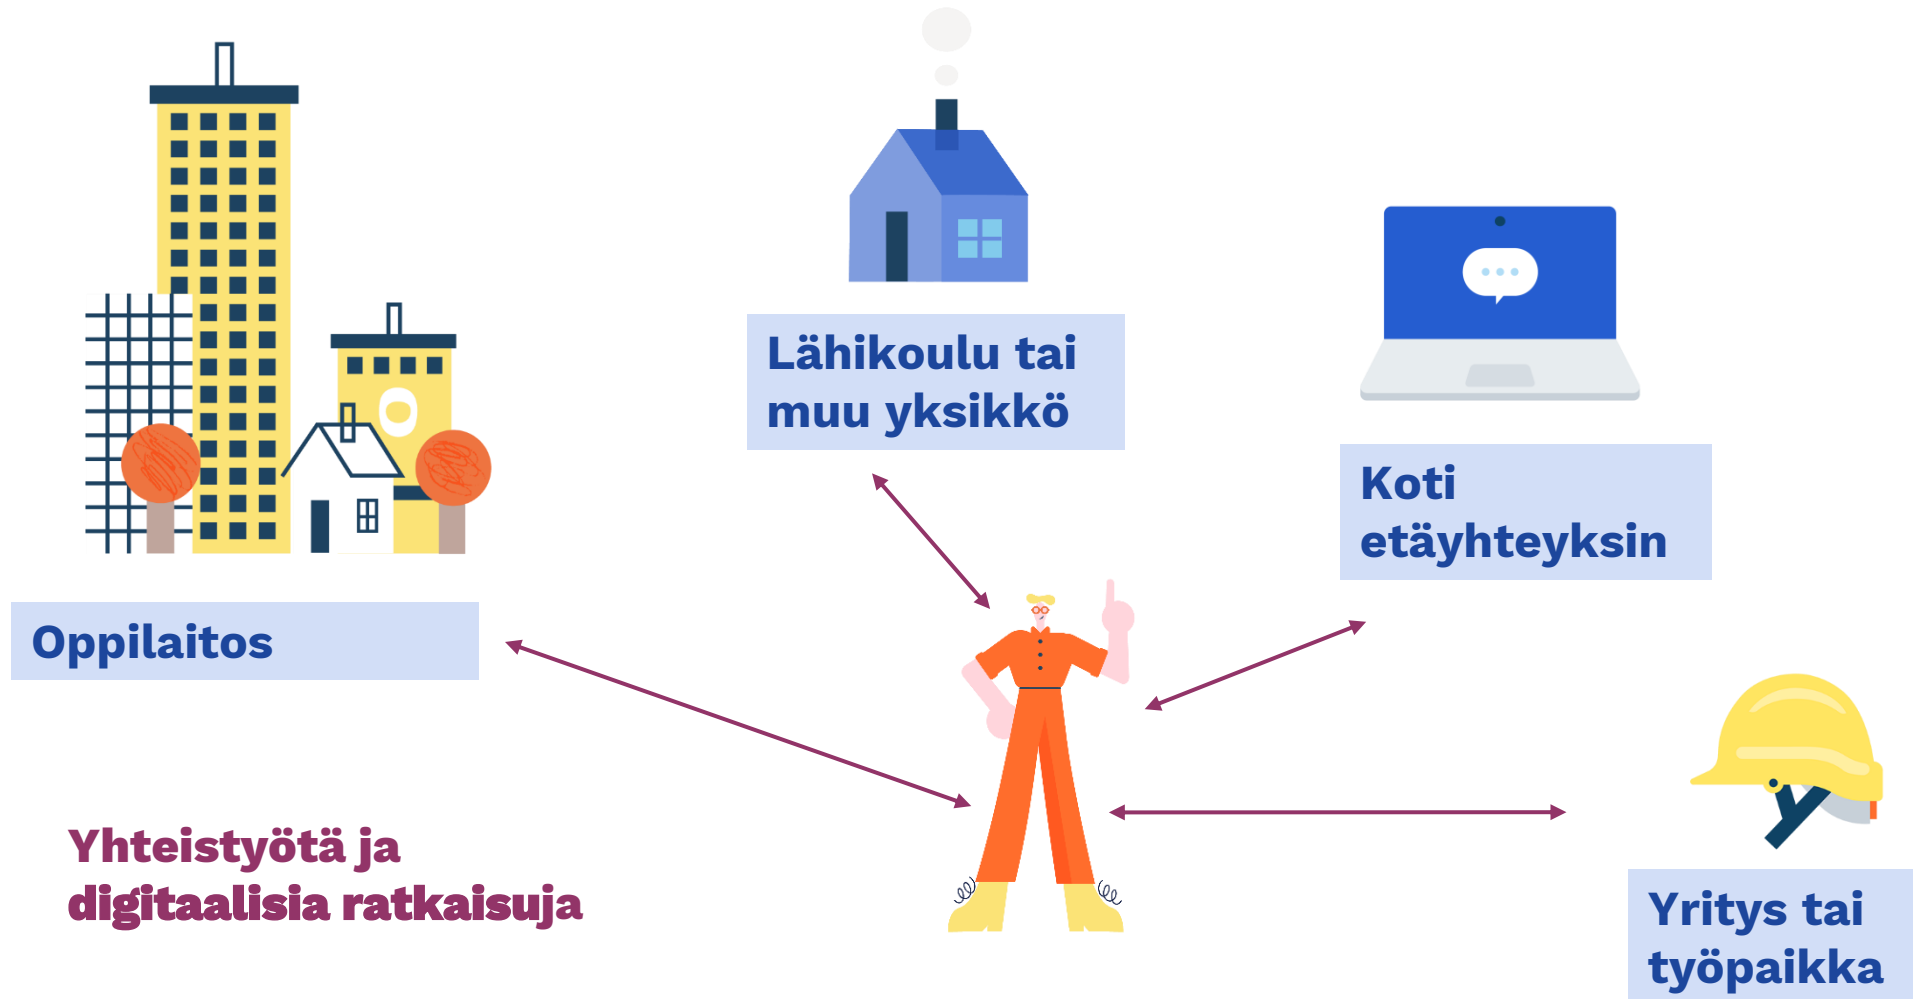 Lähikoulu tai
muu yksikkö
Koti
etäyhteyksin
Oppilaitos
Yhteistyötä ja
digitaalisia ratkaisuja
Yritys tai
työpaikka